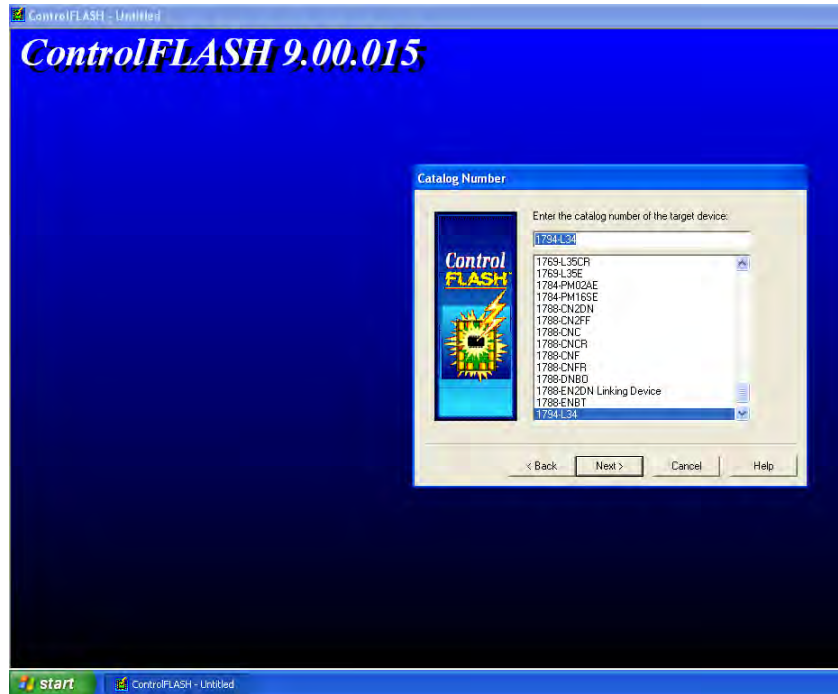 ControlFLASH - Untitled
ControlFLASH 9.00.015
Catalog Number
Enter the catalog number of the target device:
1794-L34
Control
FLASH
1769-L35CR
1769-L35E
1784-PM02AE
1784-PM16SE
1788-CN2DN
1788-CN2FF
1788-CNC
1788-CNCR
1788-CNF
1788-CNFR
1788-DNBO
1788-EN2DN Linking Device
1788-ENBT
1794-L34
< Back
Next >
Cancel
Help
start
ControlFLASH - Untitled